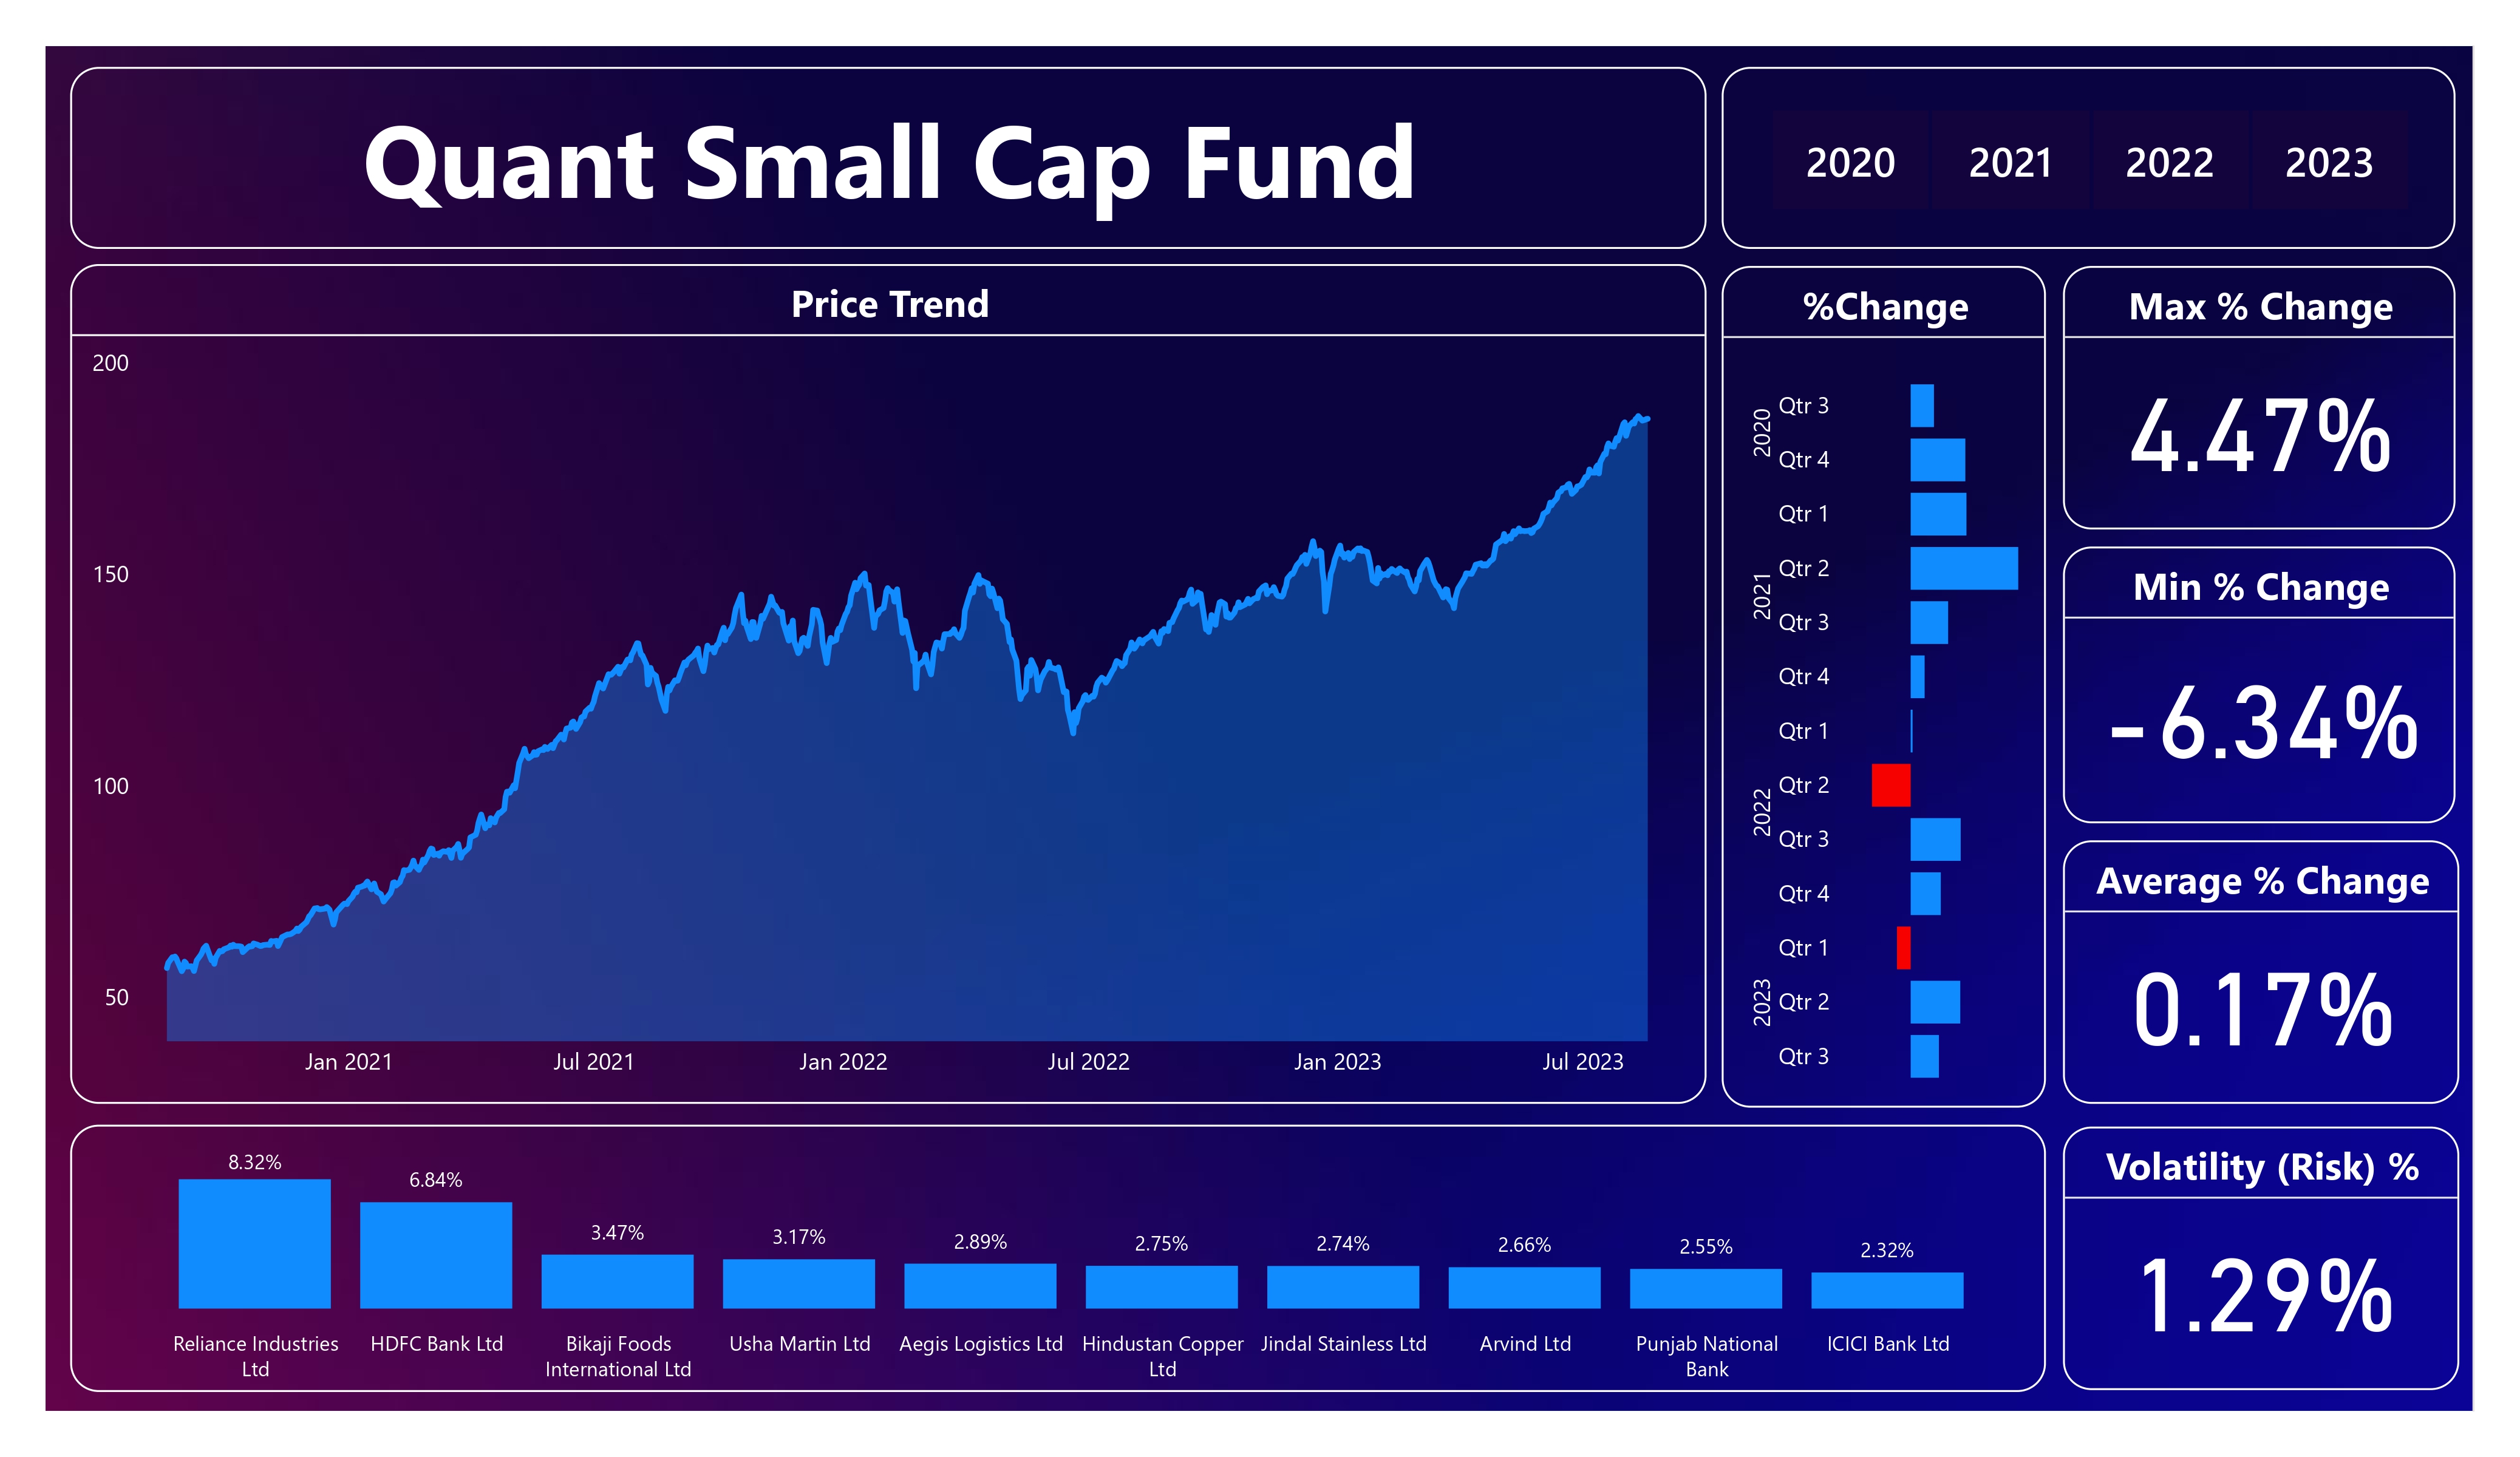 Quant Small Cap Fund
2020 2021 2022 2023
Price Trend
200
150
100
50
Jan 2021 Jul 2021 Jan 2022 Jul 2022 Jan 2023 Jul 2023
%Change
2020
Qtr 3
Qtr 4
2021
Qtr 1
Qtr 2
Qtr 3
Qtr 4
2022
Qtr 1
Qtr 2
Qtr 3
Qtr 4
2023
Qtr 1
Qtr 2
Qtr 3
Max % Change
4.47%
Min % Change
-6.34%
Average % Change
0.17%
8.32% 6.84% 3.47% 3.17% 2.89% 2.75% 2.74% 2.66% 2.55% 2.32%
Reliance Industries
Ltd
HDFC Bank Ltd
Bikaji Foods
International Ltd
Usha Martin Ltd
Aegis Logistics Ltd
Hindustan Copper
Ltd
Jindal Stainless Ltd
Arvind Ltd
Punjab National
Bank
ICICI Bank Ltd
Volatility (Risk) %
1.29%